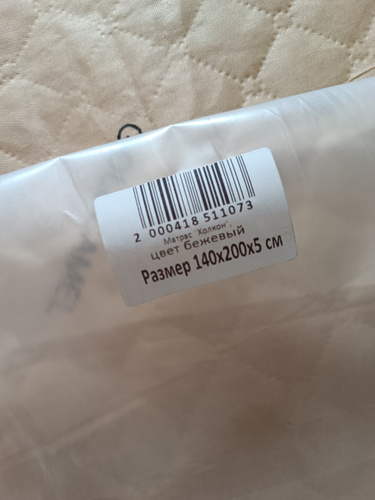 2 000418 511073
Матрас "Холкон",
цвет бежевый
Размер 140х200х5 см